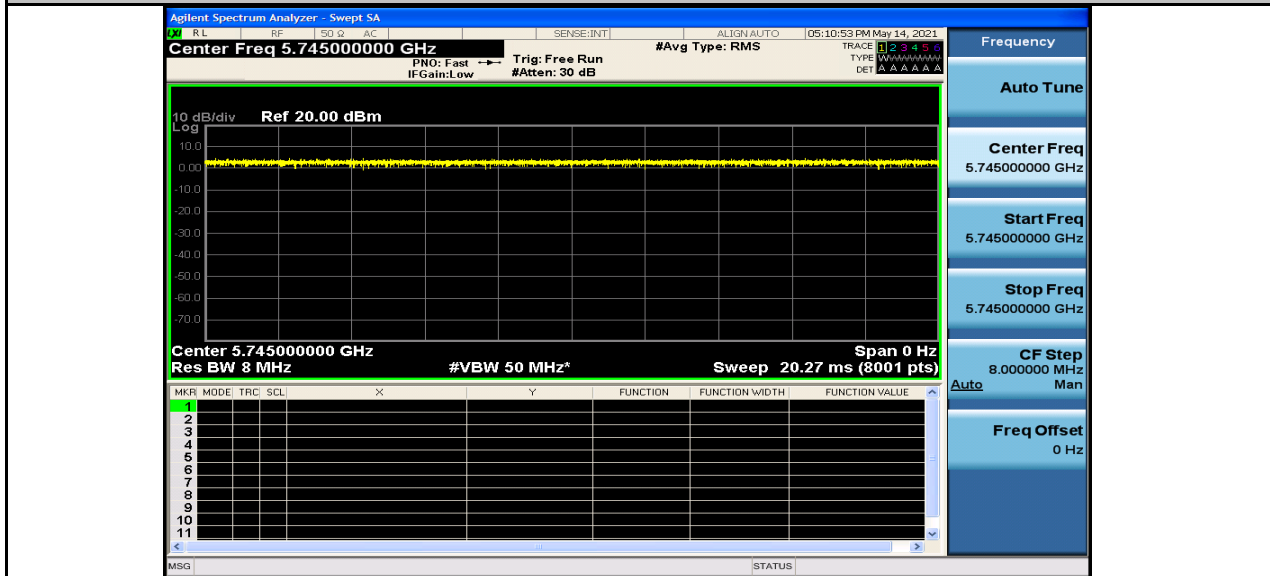 Agilent Spectrum Analyzer - Swept SA
LXI RL RF 50 Ω AC SENSE:INT ALIGN AUTO 05:10:53 PM May 14, 2021
Center Freq 5.745000000 GHz #Avg Type: RMS TRACE 1 2 3 4 5 6
PNO: Fast Trig: Free Run TYPE WWWWWW
IFGain:Low #Atten: 30 dB DET A A A A A A
10 dB/div Ref 20.00 dBm
Log
10.0
0.00
-10.0
-20.0
-30.0
-40.0
-50.0
-60.0
-70.0
Center 5.745000000 GHz Span 0 Hz
Res BW 8 MHz #VBW 50 MHz* Sweep 20.27 ms (8001 pts)
MKR MODE TRC SCL X Y FUNCTION FUNCTION WIDTH FUNCTION VALUE
1
2
3
4
5
6
7
8
9
10
11
MSG STATUS
Frequency
Auto Tune
Center Freq
5.745000000 GHz
Start Freq
5.745000000 GHz
Stop Freq
5.745000000 GHz
CF Step
8.000000 MHz
Auto Man
Freq Offset
0 Hz